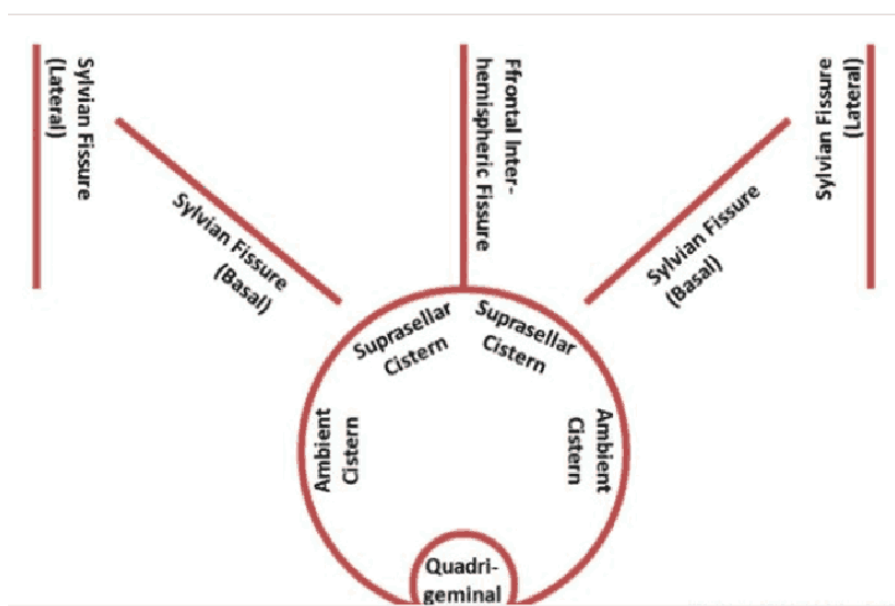 Sylvian Fissure
(Lateral)
Sylvian Fissure
(Basal)
Ffrontal Inter-
hemispheric Fissure
Sylvian Fissure
(Basal)
Sylvian Fissure
(Lateral)
Suprasellar
Cistern
Suprasellar
Cistern
Ambient
Cistern
Ambient
Cistern
Quadri-
geminal